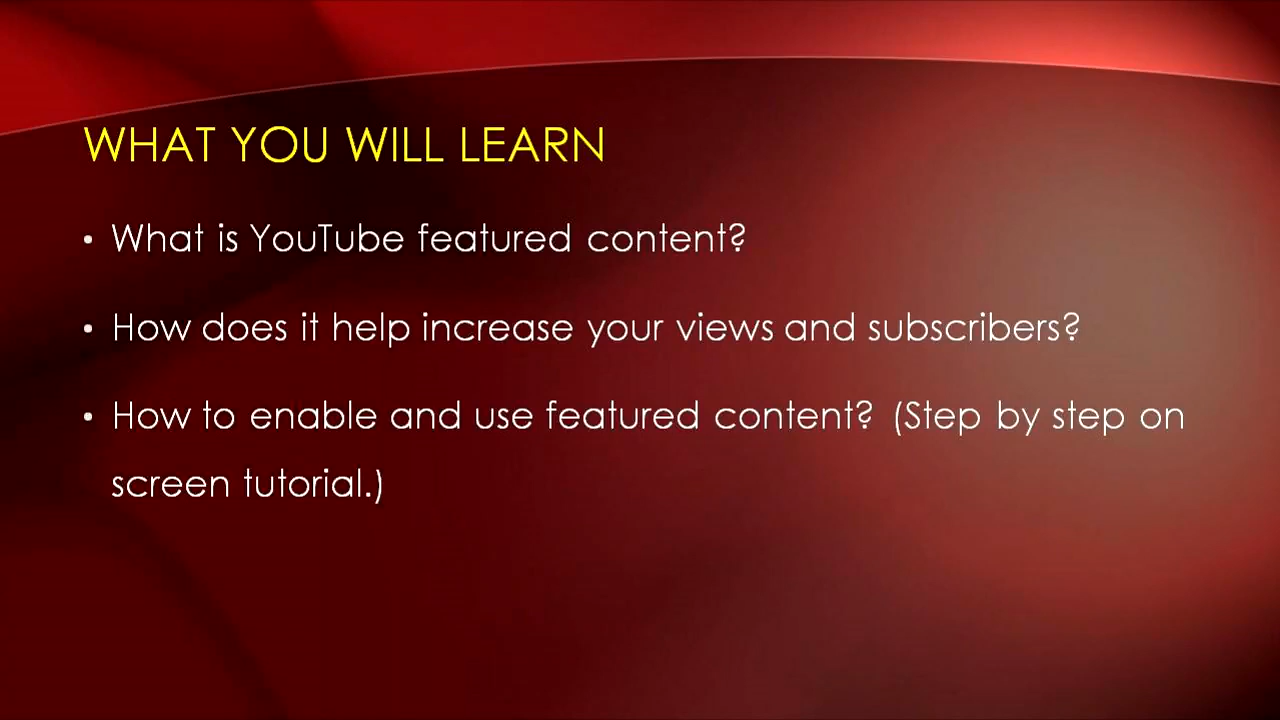 WHAT YOU WILL LEARN
• What is YouTube featured content?
• How does it help increase your views and subscribers?
• How to enable and use featured content? (Step by step on
screen tutorial.)